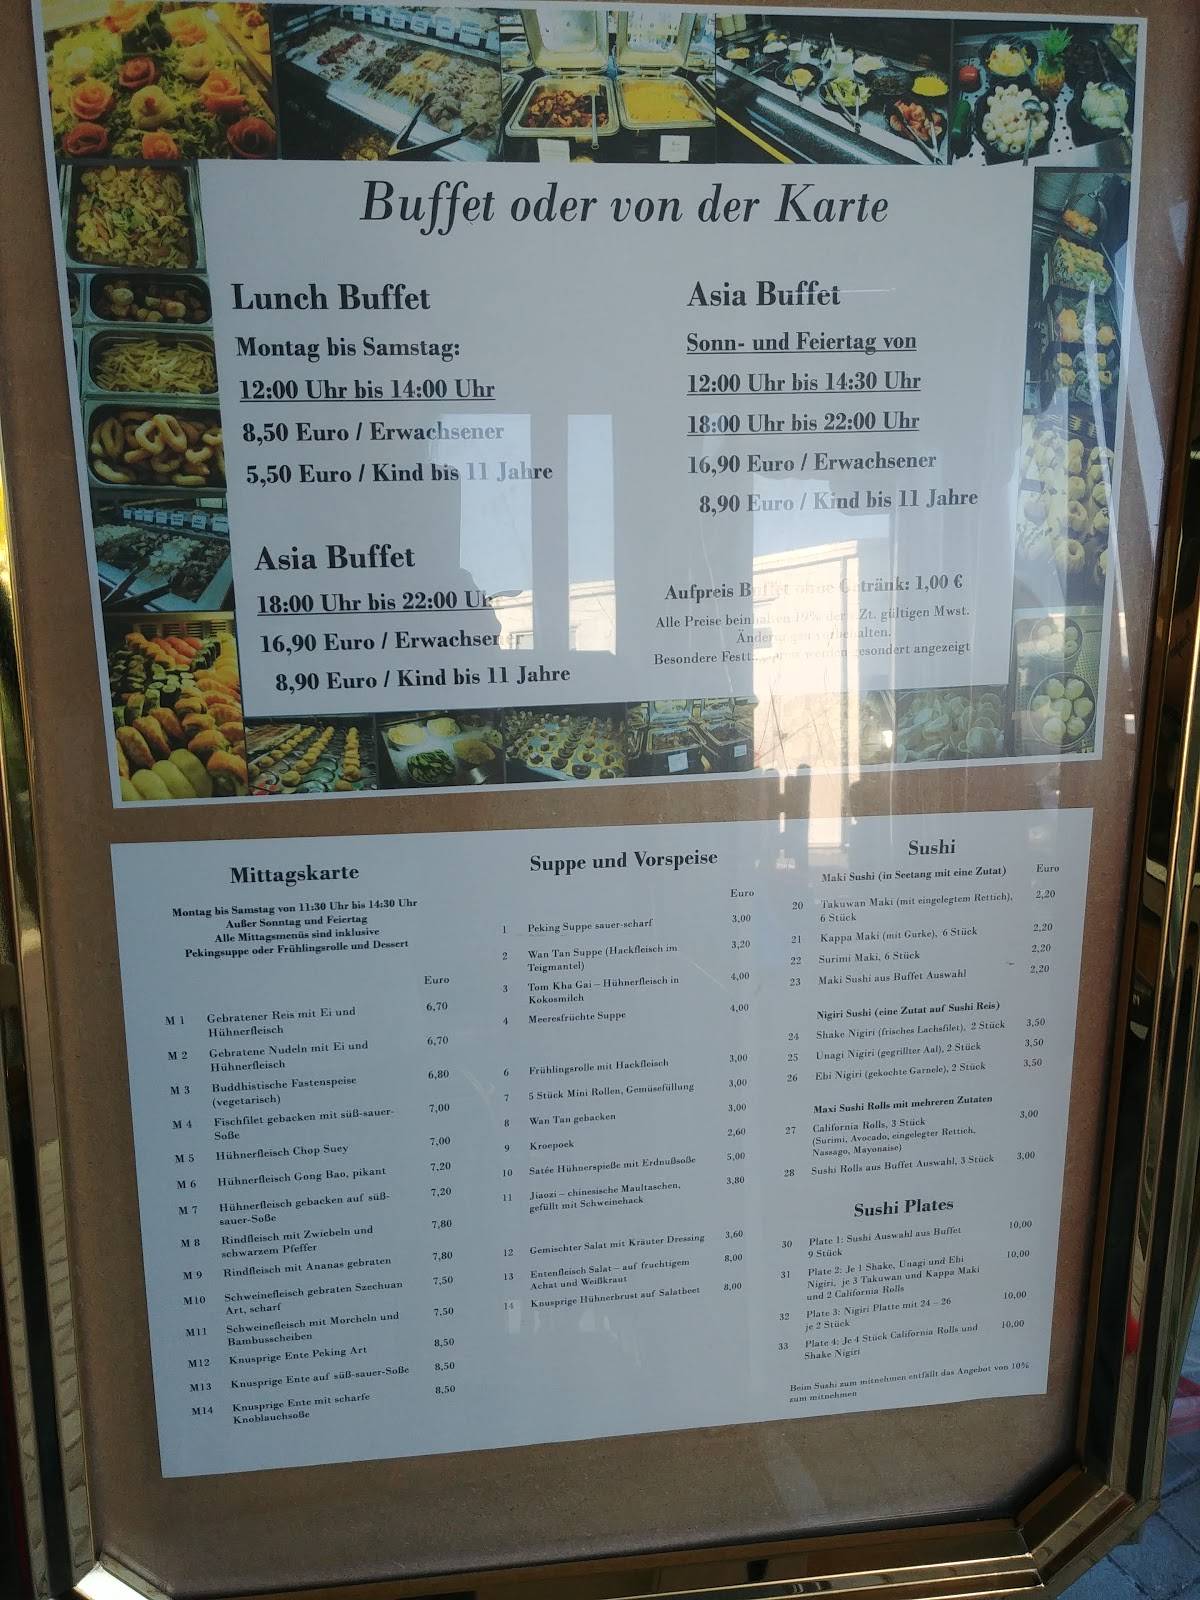 Buffet oder von der Karte
Lunch Buffet
Montag bis Samstag:
12:00 Uhr bis 14:00 Uhr
8,50 Euro / Erwachsener
5,50 Euro / Kind bis 11 Jahre
Asia Buffet
18:00 Uhr bis 22:00 Uhr
16,90 Euro / Erwachsener
8,90 Euro / Kind bis 11 Jahre
Asia Buffet
Sonn- und Feiertag von
12:00 Uhr bis 14:30 Uhr
18:00 Uhr bis 22:00 Uhr
16,90 Euro / Erwachsener
8,90 Euro / Kind bis 11 Jahre
Aufpreis Buffet ohne Getränk: 1,00 €
Alle Preise beinhalten 19% der z.Zt. gültigen Mwst.
Änderungen vorbehalten.
Besondere werden gesondert angezeigt
Mittagskarte
Montag bis Samstag von 11:30 Uhr bis 14:30 Uhr
Außer Sonntag und Feiertag
Alle Mittagsmenüs sind inklusive
Pekingsuppe oder Frühlingsrolle und Dessert
Euro
M 1 Gebratener Reis mit Ei und 6,70
Hühnerfleisch
M 2 Gebratene Nudeln mit Ei und 6,70
Hühnerfleisch
M 3 Buddhistische Fastenspeise 6,80
(vegetarisch)
M 4 Fischfilet gebacken mit süß-sauer- 7,00
Soße
M 5 Hühnerfleisch Chop Suey 7,00
M 6 Hühnerfleisch Gong Bao, pikant 7,20
M 7 Hühnerfleisch gebacken auf süß- 7,20
sauer-Soße
M 8 Rindfleisch mit Zwiebeln und 7,80
schwarzem Pfeffer
M 9 Rindfleisch mit Ananas gebraten 7,80
M10 Schweinefleisch gebraten Szechuan 7,50
Art, scharf
M11 Schweinefleisch mit Morcheln und 7,50
Bambusscheiben
M12 Knusprige Ente Peking Art 8,50
M13 Knusprige Ente auf süß-sauer-Soße 8,50
M14 Knusprige Ente mit scharfe 8,50
Knoblauchsoße
Suppe und Vorspeise
Euro
1 Peking Suppe sauer-scharf 3,00
2 Wan Tan Suppe (Hackfleisch im 3,20
Teigmantel)
3 Tom Kha Gai – Hühnerfleisch in 4,00
Kokosmilch
4 Meeresfrüchte Suppe 4,00
6 Frühlingsrolle mit Hackfleisch 3,00
7 5 Stück Mini Rollen, Gemüsefüllung 3,00
8 Wan Tan gebacken 3,00
9 Kroepoek 2,60
10 Satée Hühnerspieße mit Erdnußsoße 5,00
11 Jiaozi – chinesische Maultaschen, 3,80
gefüllt mit Schweinehack
12 Gemischter Salat mit Kräuter Dressing 3,60
13 Entenfleisch Salat – auf fruchtigem 8,00
Achat und Weißkraut
14 Knusprige Hühnerbrust auf Salatbeet 8,00
Sushi
Maki Sushi (in Seetang mit eine Zutat) Euro
20 Takuwan Maki (mit eingelegtem Rettich), 2,20
6 Stück
21 Kappa Maki (mit Gurke), 6 Stück 2,20
22 Surimi Maki, 6 Stück 2,20
23 Maki Sushi aus Buffet Auswahl 2,20
Nigiri Sushi (eine Zutat auf Sushi Reis)
24 Shake Nigiri (frisches Lachsfilet), 2 Stück 3,50
25 Unagi Nigiri (gegrillter Aal), 2 Stück 3,50
26 Ebi Nigiri (gekochte Garnele), 2 Stück 3,50
Maxi Sushi Rolls mit mehreren Zutaten
27 California Rolls, 3 Stück 3,00
(Surimi, Avocado, eingelegter Rettich,
Nassago, Mayonaise)
28 Sushi Rolls aus Buffet Auswahl, 3 Stück 3,00
Sushi Plates
30 Plate 1: Sushi Auswahl aus Buffet 10,00
9 Stück
31 Plate 2: Je 1 Shake, Unagi und Ebi 10,00
Nigiri, je 3 Takuwan und Kappa Maki
und 2 California Rolls
32 Plate 3: Nigiri Platte mit 24 – 26 10,00
je 2 Stück
33 Plate 4: Je 4 Stück California Rolls und 10,00
Shake Nigiri
Beim Sushi zum mitnehmen entfällt das Angebot von 10%
zum mitnehmen